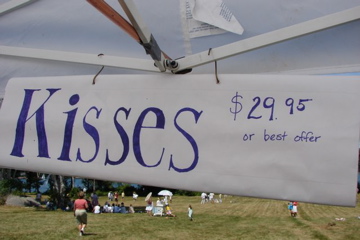 Kisses
$29.95
or best offer